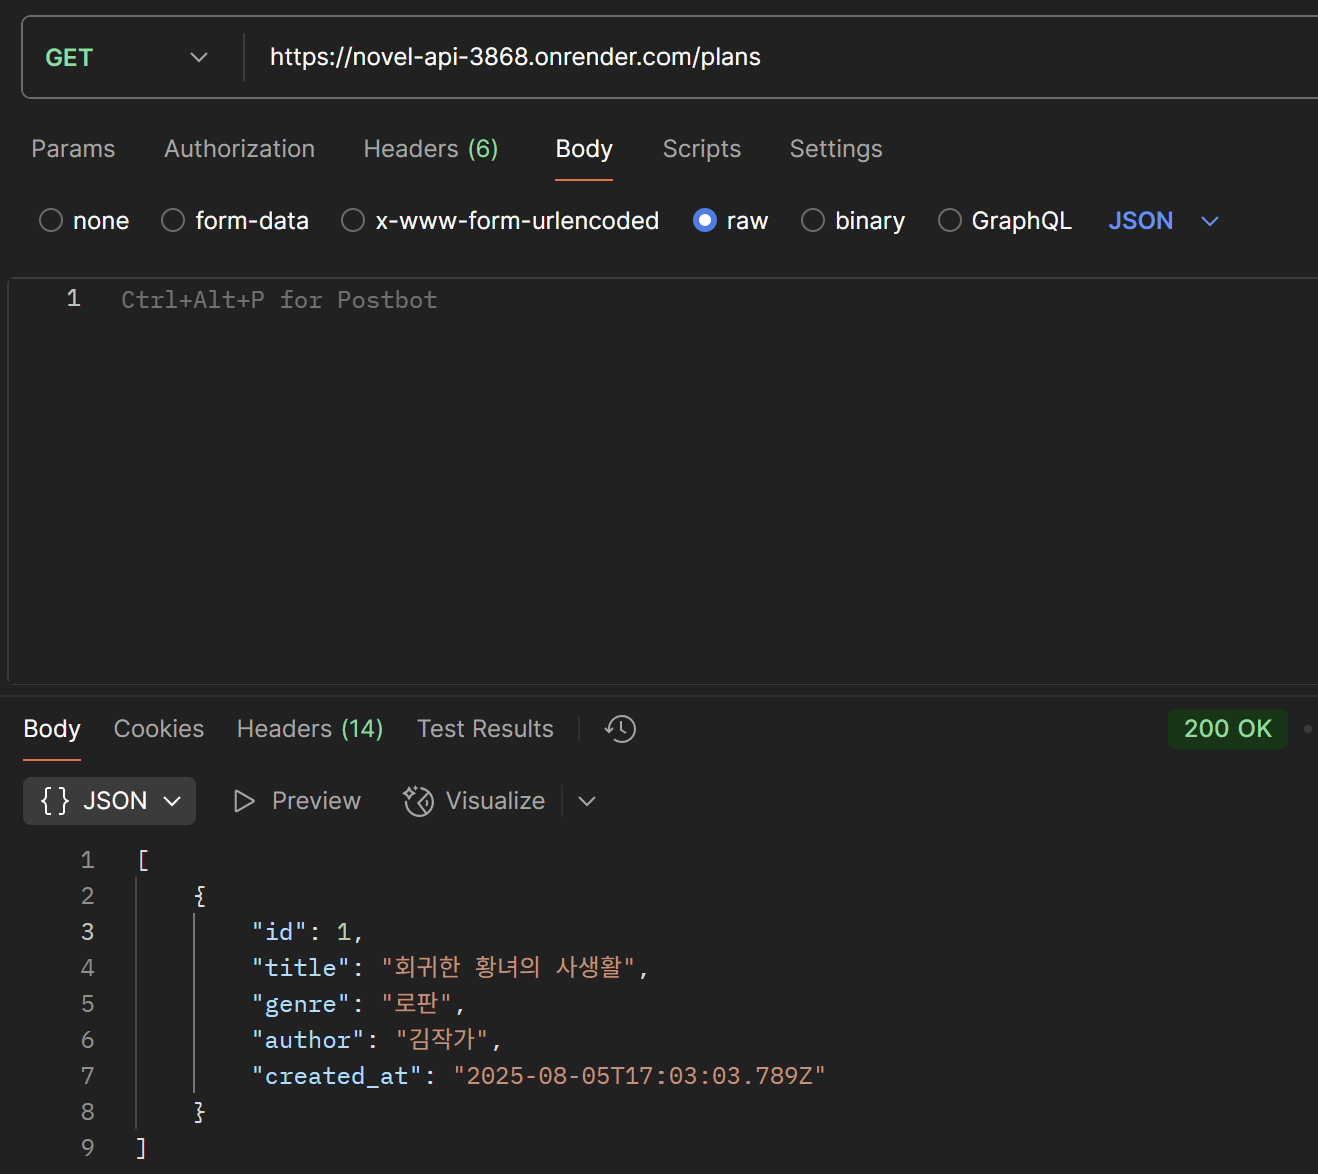 GET https://novel-api-3868.onrender.com/plans
Params Authorization Headers (6) Body Scripts Settings
none form-data x-www-form-urlencoded raw binary GraphQL JSON
1 Ctrl+Alt+P for Postbot
Body Cookies Headers (14) Test Results 200 OK
{} JSON Preview Visualize
1 [
2 {
3 "id": 1,
4 "title": "회귀한 황녀의 사생활",
5 "genre": "로판",
6 "author": "김작가",
7 "created_at": "2025-08-05T17:03:03.789Z"
8 }
9 ]